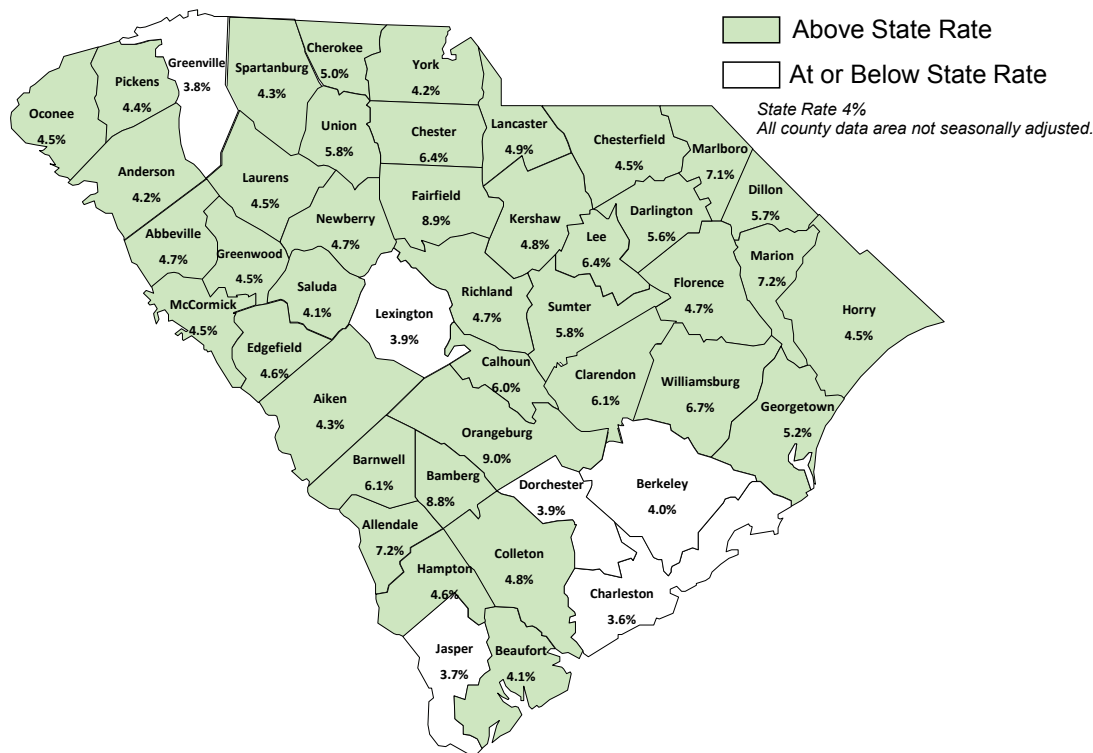 Above State Rate
At or Below State Rate
State Rate 4%
All county data area not seasonally adjusted.
Greenville
3.8%
Cherokee
5.0%
Spartanburg
4.3%
York
4.2%
Pickens
4.4%
Oconee
4.5%
Union
5.8%
Chester
6.4%
Lancaster
4.9%
Chesterfield
4.5%
Marlboro
7.1%
Anderson
4.2%
Laurens
4.5%
Dillon
5.7%
Fairfield
8.9%
Newberry
4.7%
Kershaw
4.8%
Darlington
5.6%
Lee
6.4%
Abbeville
4.7%
Greenwood
4.5%
Marion
7.2%
Saluda
4.1%
Florence
4.7%
Richland
4.7%
McCormick
4.5%
Sumter
5.8%
Horry
4.5%
Lexington
3.9%
Edgefield
4.6%
Calhoun
6.0%
Clarendon
6.1%
Williamsburg
6.7%
Aiken
4.3%
Georgetown
5.2%
Orangeburg
9.0%
Barnwell
6.1%
Bamberg
8.8%
Dorchester
3.9%
Berkeley
4.0%
Allendale
7.2%
Colleton
4.8%
Hampton
4.6%
Charleston
3.6%
Jasper
3.7%
Beaufort
4.1%